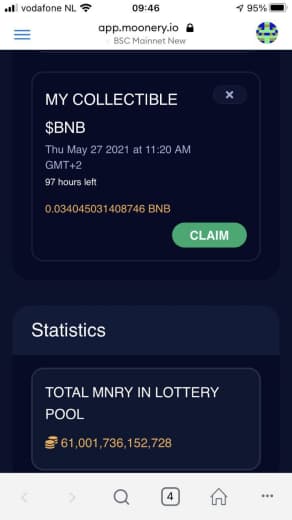 vodafone NL 09:46 95%
app.moonery.io
BSC Mainnet New
MY COLLECTIBLE
$BNB
Thu May 27 2021 at 11:20 AM
GMT+2
97 hours left
0.034045031408746 BNB
CLAIM
Statistics
TOTAL MNRY IN LOTTERY
POOL
61,001,736,152,728
4